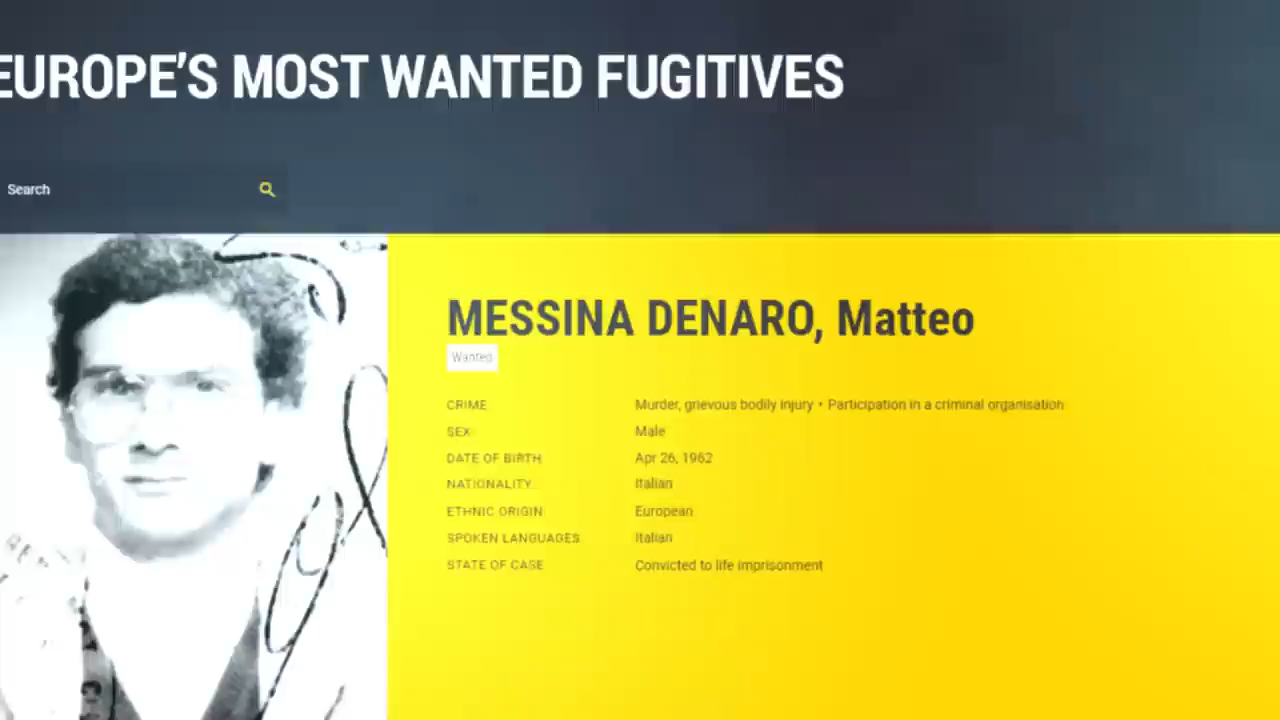 EUROPE'S MOST WANTED FUGITIVES
Search
MESSINA DENARO, Matteo
Wanted
CRIME Murder, grievous bodily injury • Participation in a criminal organisation
SEX Male
DATE OF BIRTH Apr 26, 1962
NATIONALITY Italian
ETHNIC ORIGIN European
SPOKEN LANGUAGES Italian
STATE OF CASE Convicted to life imprisonment